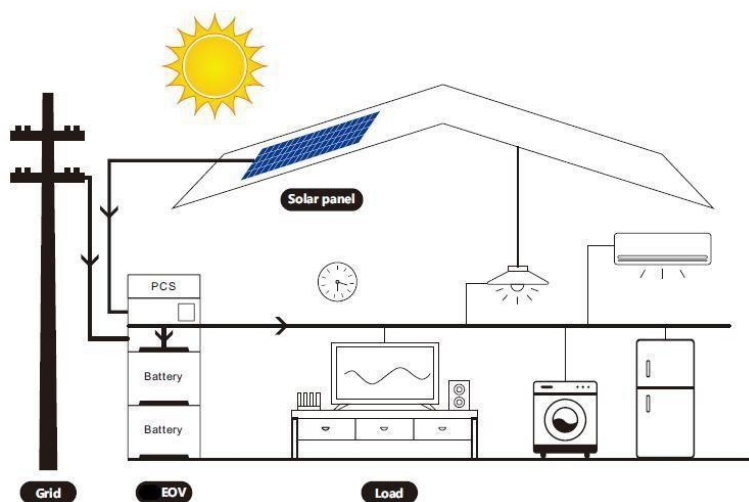 Solar panel
PCS
Battery
Battery
Grid
EOV
Load